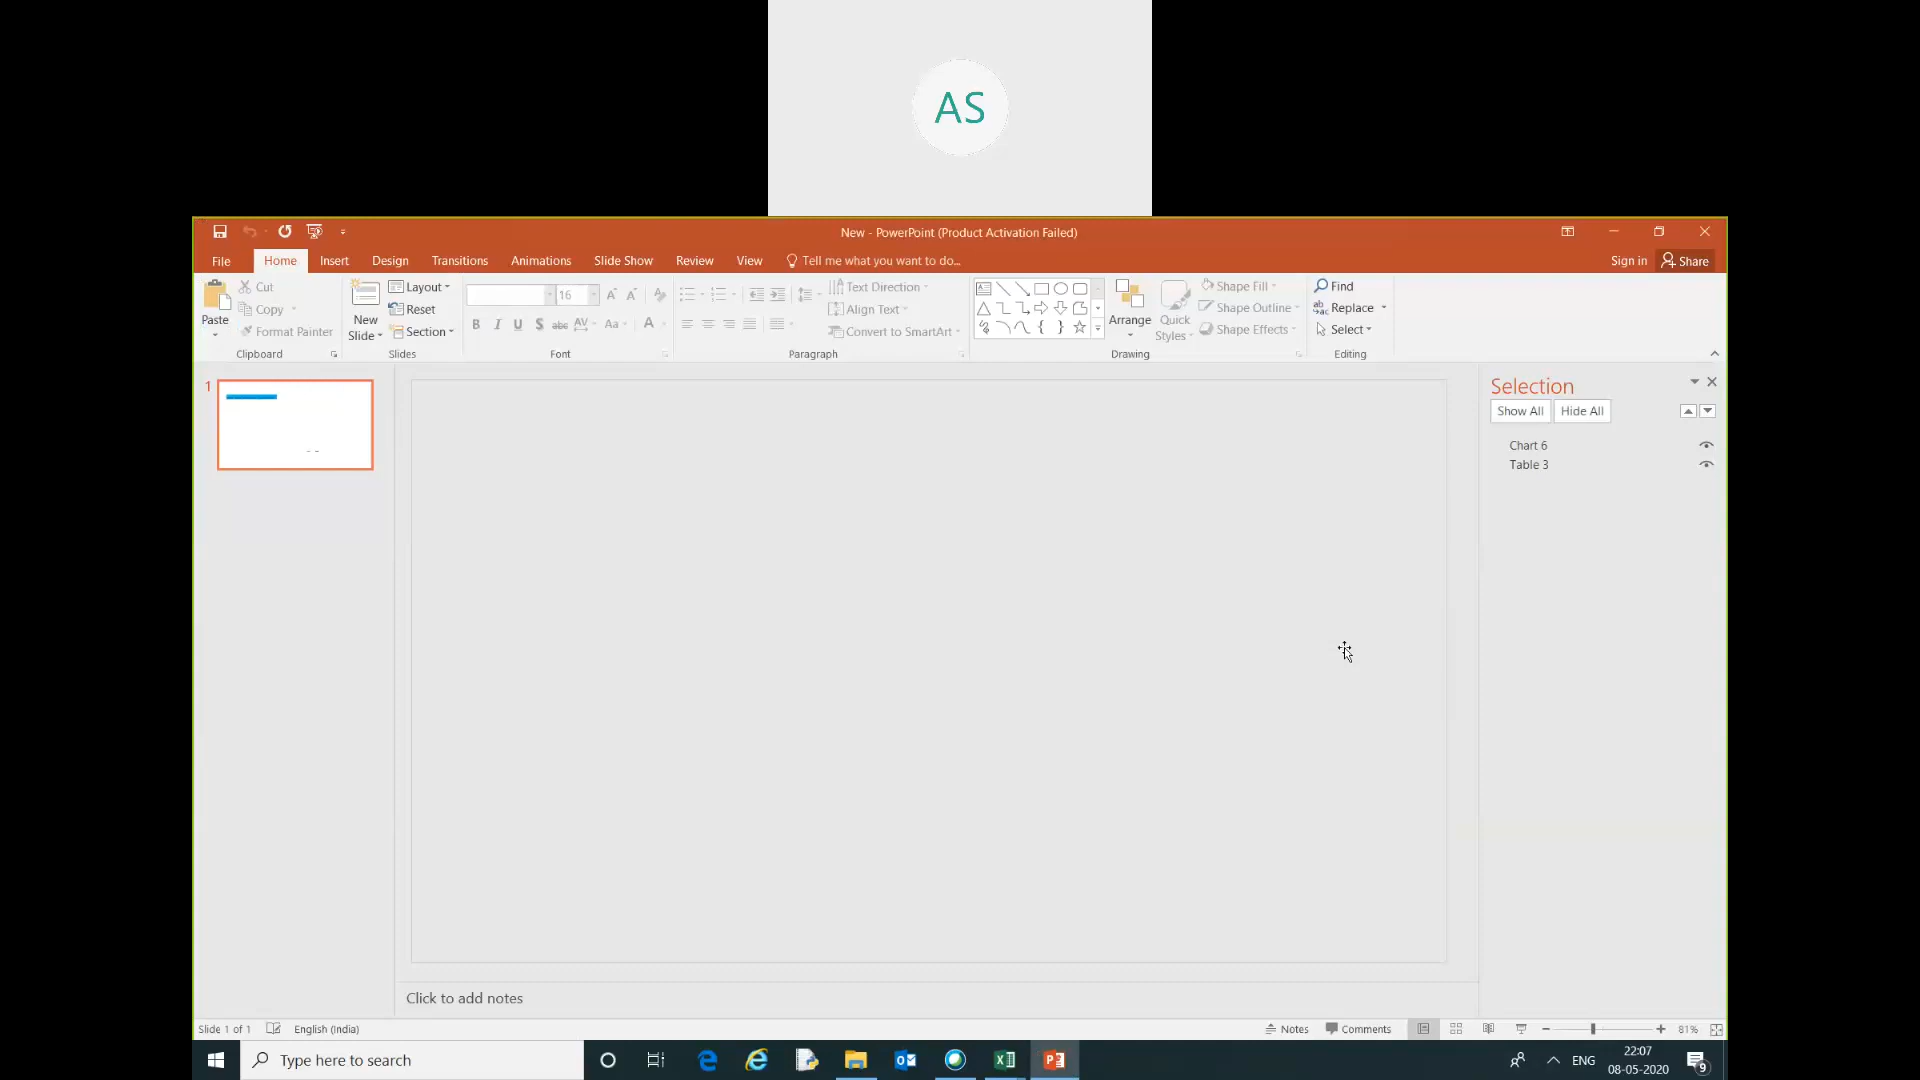 AS
New - PowerPoint (Product Activation Failed)
File Home Insert Design Transitions Animations Slide Show Review View Tell me what you want to do... Sign in Share
Cut Layout 16 Text Direction Shape Fill Find
Copy Reset Align Text Shape Outline Replace
Paste Format Painter New Slide Section B I U S abc AV Aa A Convert to SmartArt Arrange Quick Styles Shape Effects Select
Clipboard Slides Font Paragraph Drawing Editing
1
Selection
Show All Hide All
Chart 6
Table 3
Click to add notes
Slide 1 of 1 English (India) Notes Comments 81%
Type here to search ENG 22:07
08-05-2020 9